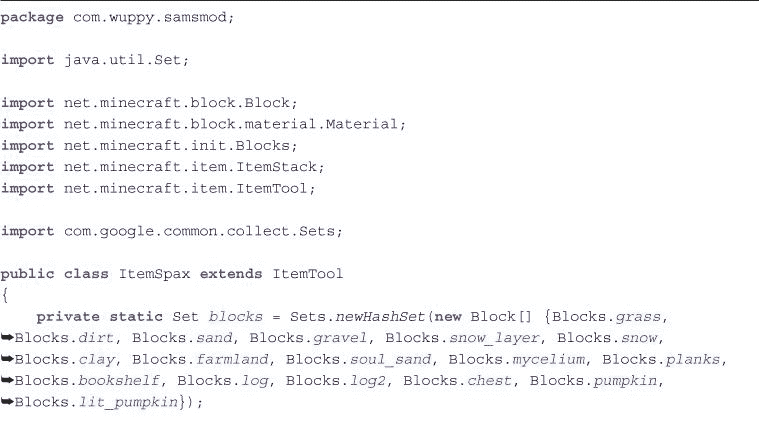 package com.wuppy.samsmod;
import java.util.Set;
import net.minecraft.block.Block;
import net.minecraft.block.material.Material;
import net.minecraft.init.Blocks;
import net.minecraft.item.ItemStack;
import net.minecraft.item.ItemTool;
import com.google.common.collect.Sets;
public class ItemSpax extends ItemTool
{
    private static Set blocks = Sets.newHashSet(new Block[] {Blocks.grass,
➥Blocks.dirt, Blocks.sand, Blocks.gravel, Blocks.snow_layer, Blocks.snow,
➥Blocks.clay, Blocks.farmland, Blocks.soul_sand, Blocks.mycelium, Blocks.planks,
➥Blocks.bookshelf, Blocks.log, Blocks.log2, Blocks.chest, Blocks.pumpkin,
➥Blocks.lit_pumpkin});